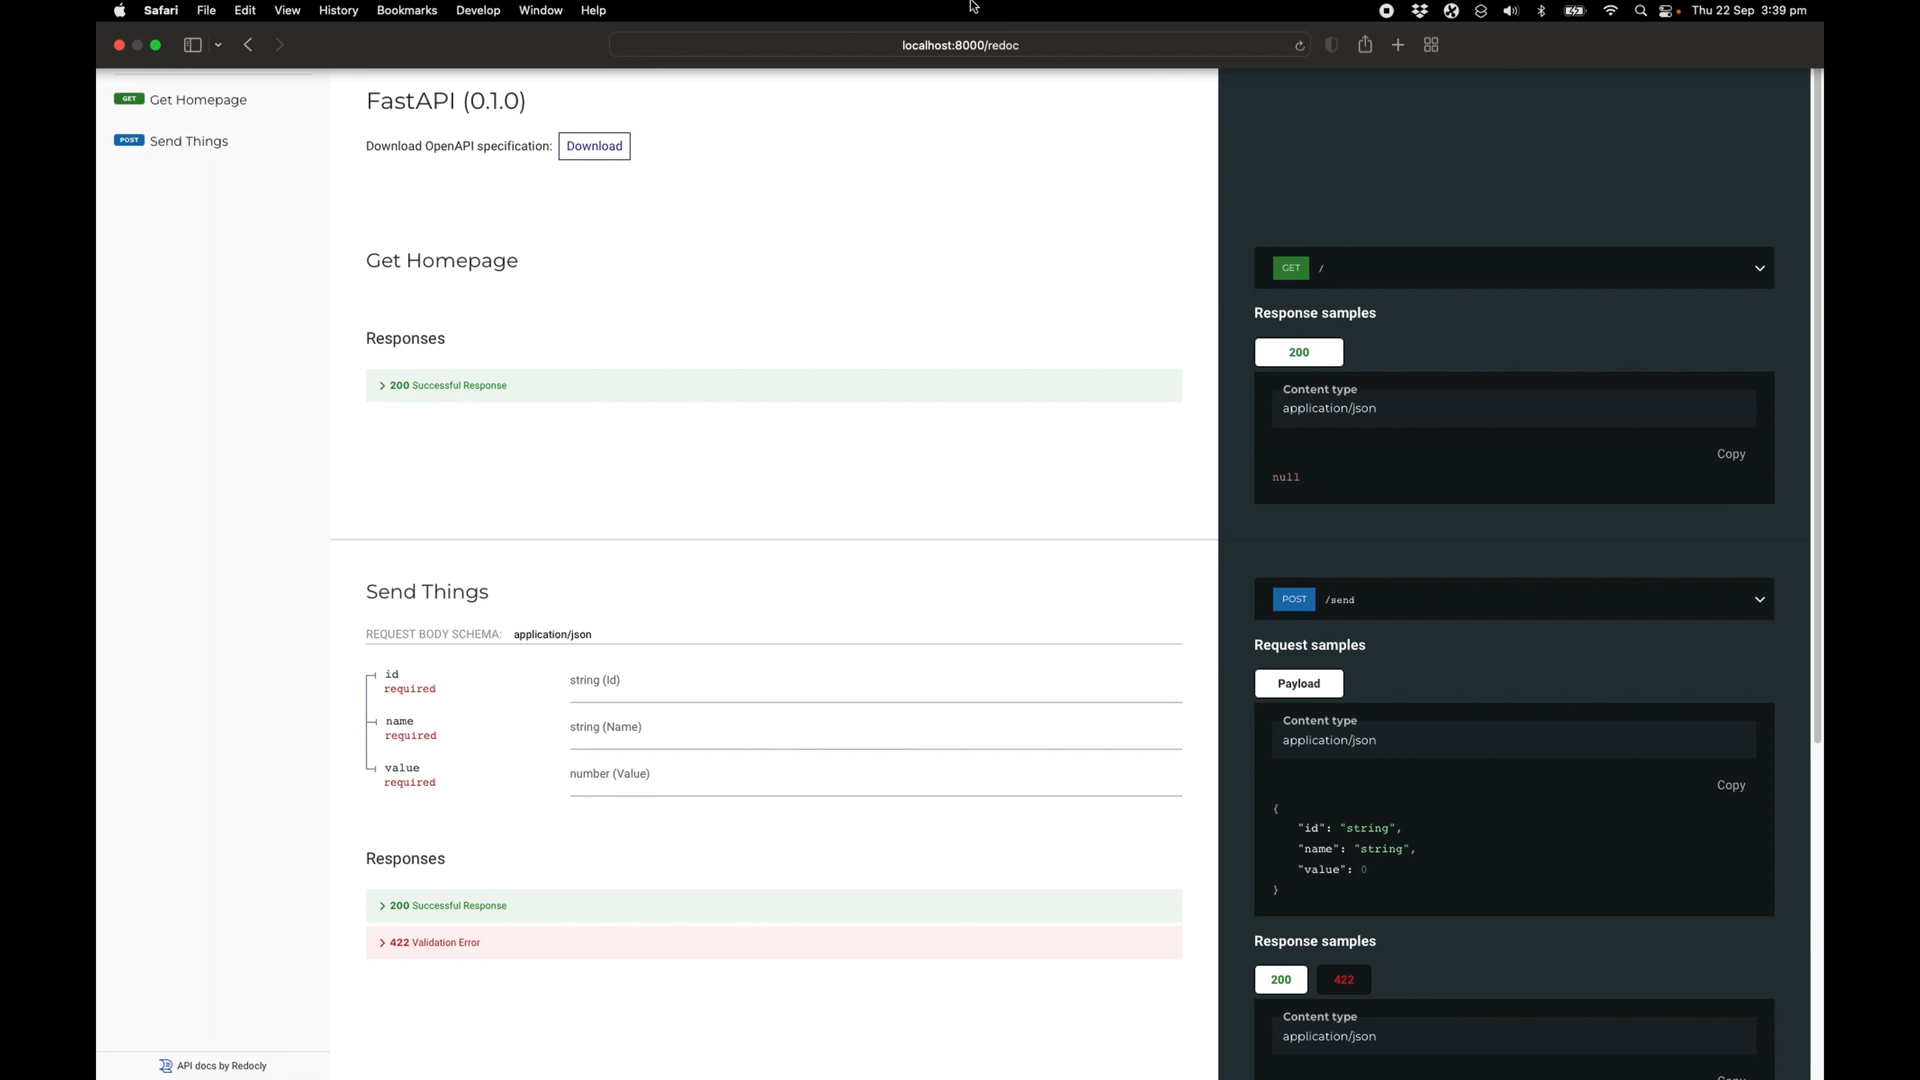 Safari File Edit View History Bookmarks Develop Window Help Thu 22 Sep 3:39 pm
localhost:8000/redoc
GET Get Homepage
POST Send Things
API docs by Redocly
FastAPI (0.1.0)
Download OpenAPI specification: Download
Get Homepage
Responses
200 Successful Response
GET /
Response samples
200
Content type
application/json
Copy
null
Send Things
REQUEST BODY SCHEMA: application/json
id
required
string (Id)
name
required
string (Name)
value
required
number (Value)
Responses
200 Successful Response
422 Validation Error
POST /send
Request samples
Payload
Content type
application/json
Copy
{
"id": "string",
"name": "string",
"value": 0
}
Response samples
200 422
Content type
application/json